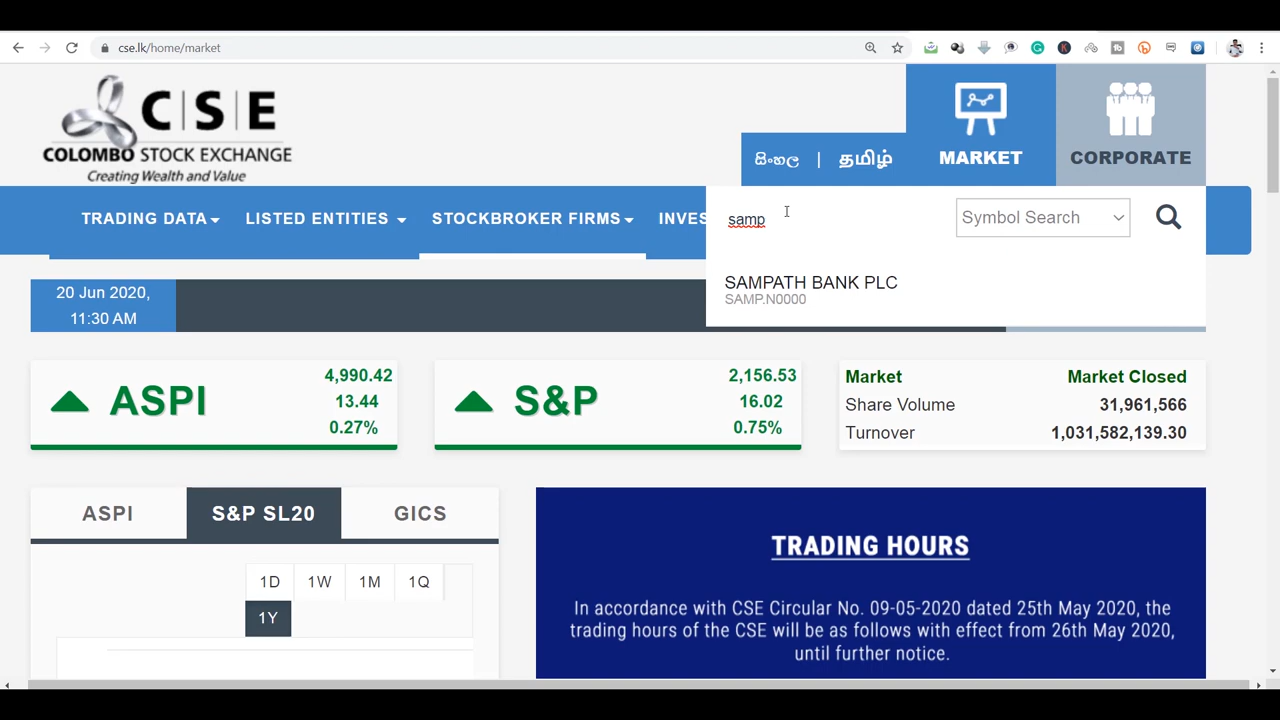 cse.lk/home/market
C|S|E
COLOMBO STOCK EXCHANGE
Creating Wealth and Value
සිංහල | தமிழ்
MARKET
CORPORATE
TRADING DATA
LISTED ENTITIES
STOCKBROKER FIRMS
INVES
samp
Symbol Search
SAMPATH BANK PLC
SAMP.N0000
20 Jun 2020,
11:30 AM
ASPI
4,990.42
13.44
0.27%
S&P
2,156.53
16.02
0.75%
Market Market Closed
Share Volume 31,961,566
Turnover 1,031,582,139.30
ASPI
S&P SL20
GICS
1D 1W 1M 1Q
1Y
TRADING HOURS
In accordance with CSE Circular No. 09-05-2020 dated 25th May 2020, the
trading hours of the CSE will be as follows with effect from 26th May 2020,
until further notice.